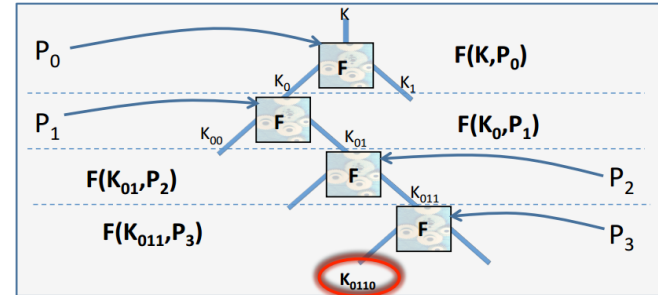 K
P₀
F
F(K,P₀)
K₀
K₁
P₁
F
F(K₀,P₁)
K₀₀
K₀₁
F(K₀₁,P₂)
F
P₂
K₀₁₁
F(K₀₁₁,P₃)
F
P₃
K₀₁₁₀